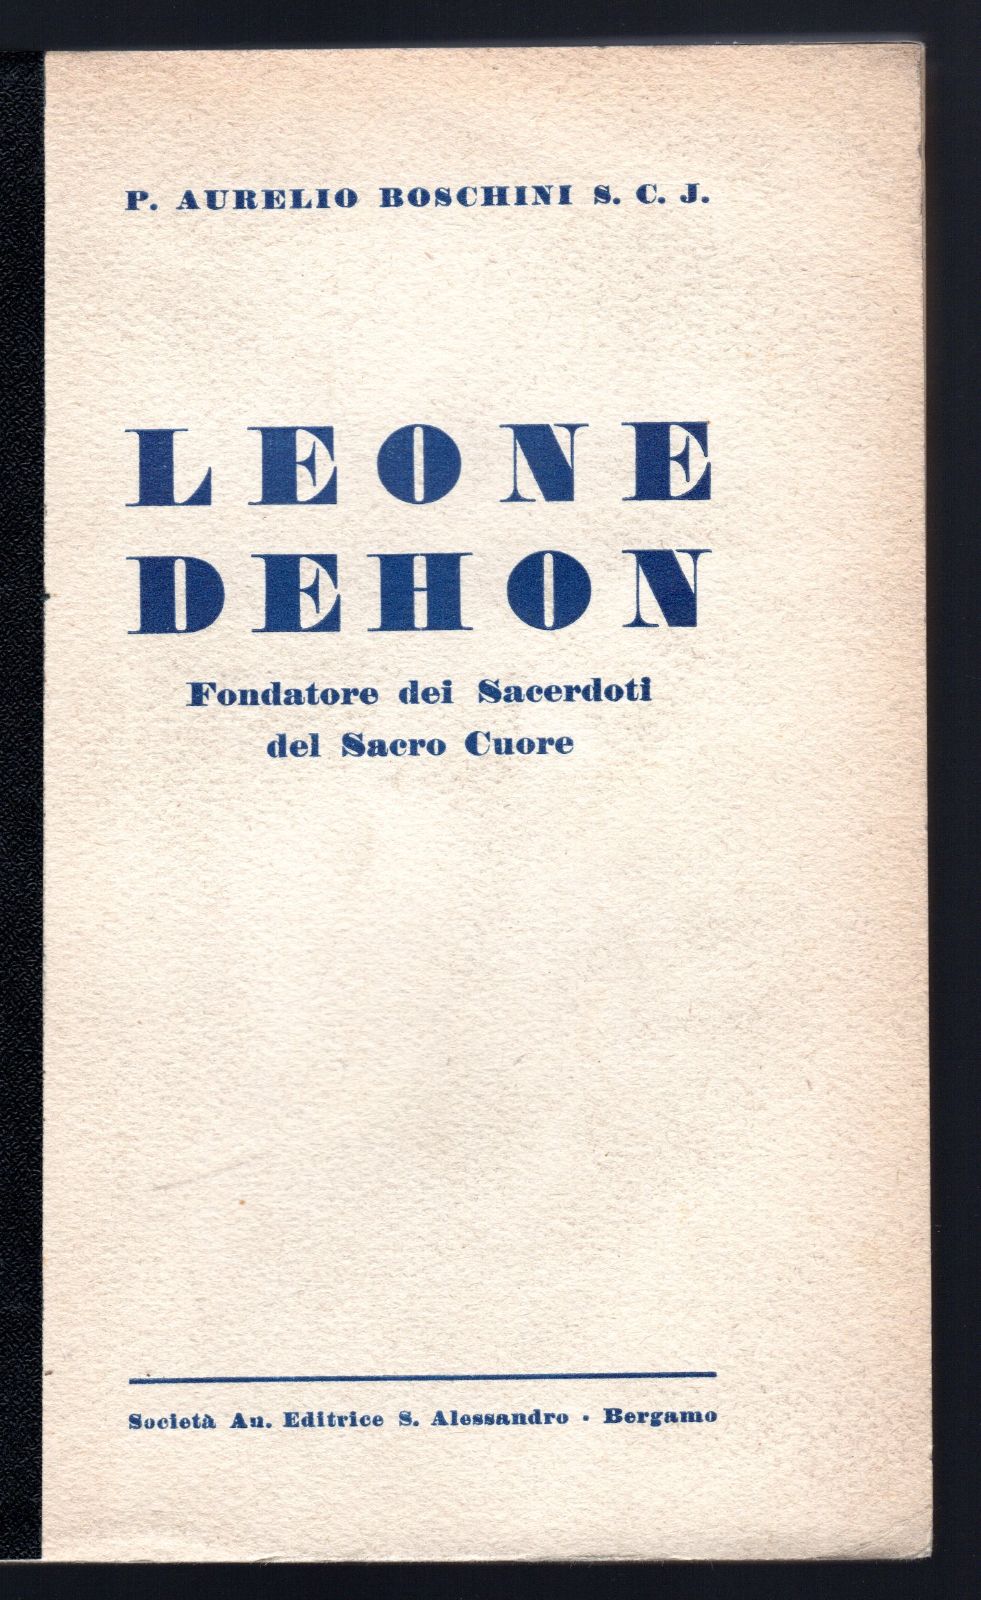 P. AURELIO BOSCHINI S. C. J.
LEONE
DEHON
Fondatore dei Sacerdoti
del Sacro Cuore
Società An. Editrice S. Alessandro · Bergamo